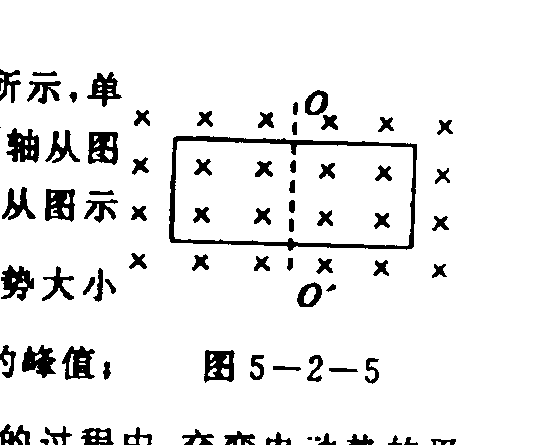 所示，单
轴从图
从图示
势大小
的峰值；
O
O′
图 5－2－5
的过程中